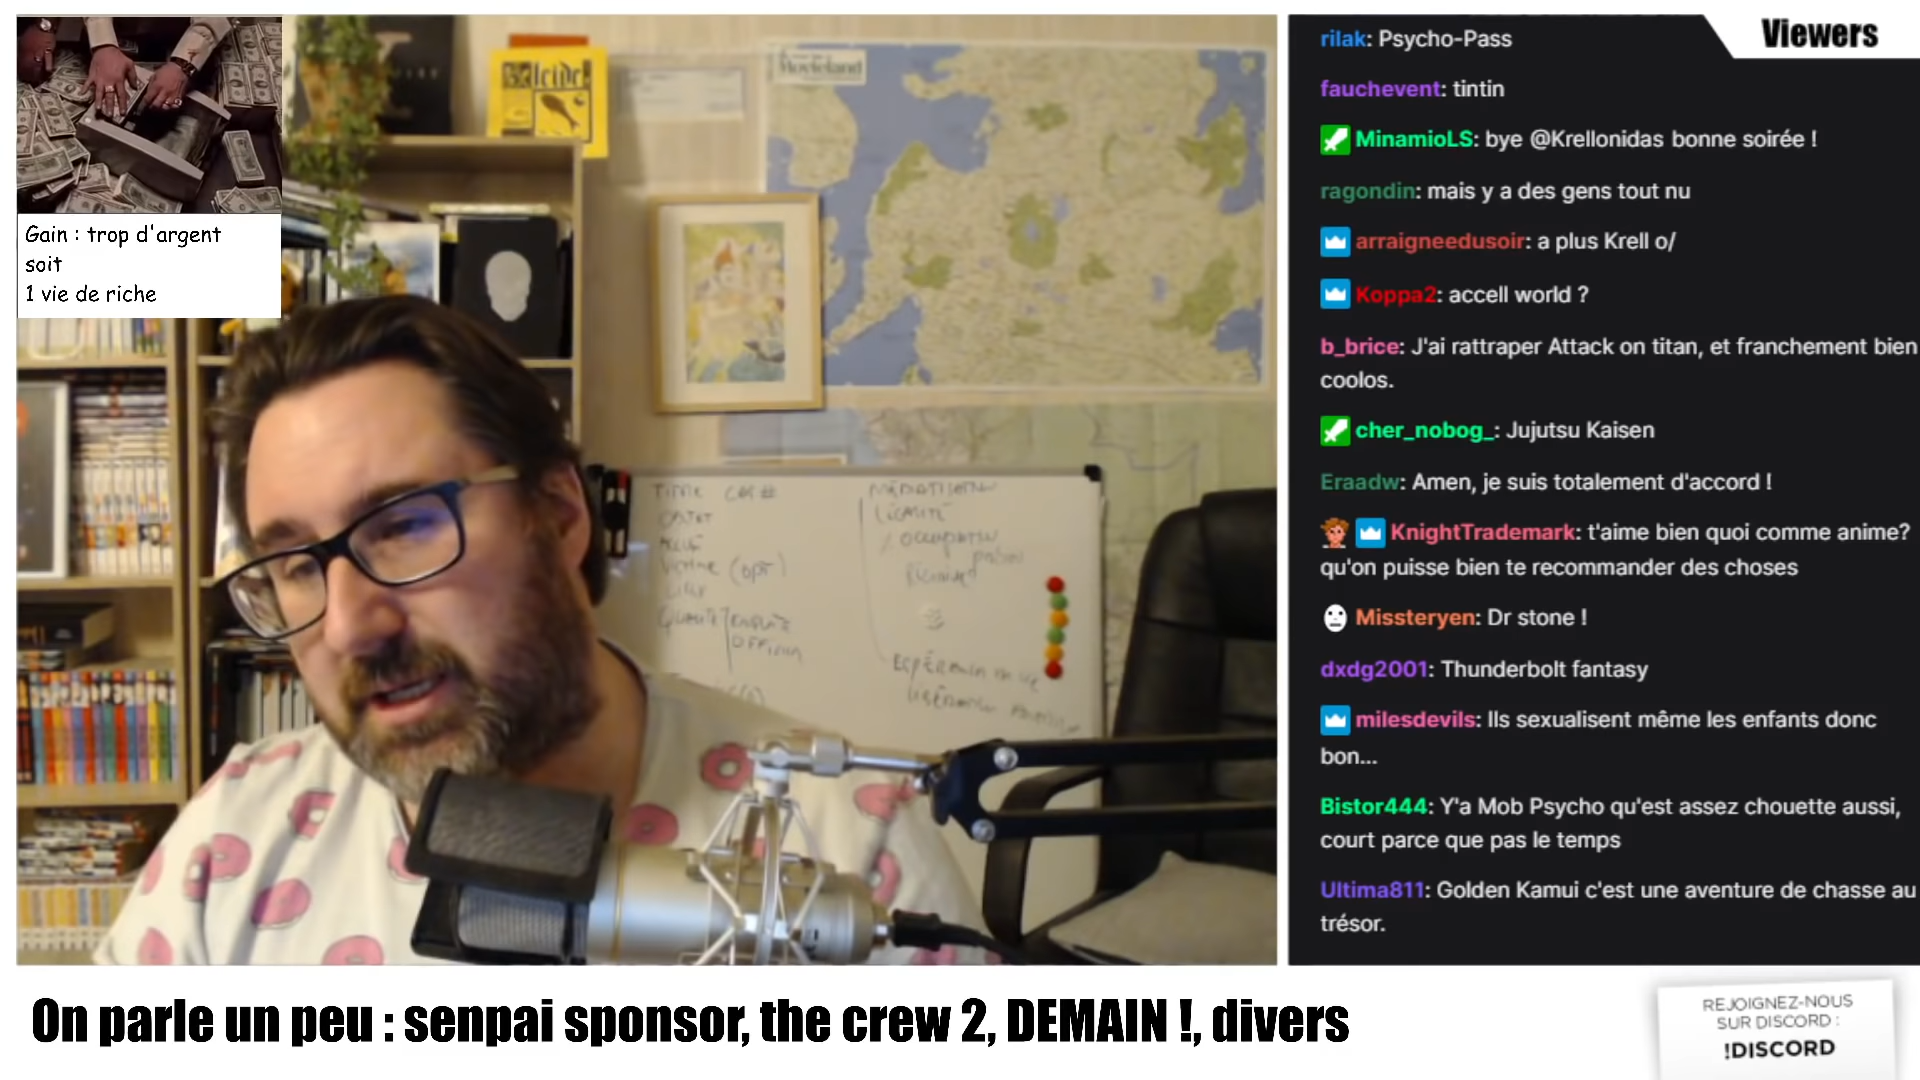 Gain : trop d'argent
soit
1 vie de riche
Movieland
(OPT)
Viewers
rilak: Psycho-Pass
fauchevent: tintin
MinamioLS: bye @Krellonidas bonne soirée !
ragondin: mais y a des gens tout nu
arraigneedusoir: a plus Krell o/
Koppa2: accell world ?
b_brice: J'ai rattraper Attack on titan, et franchement bien
coolos.
cher_nobog_: Jujutsu Kaisen
Eraadw: Amen, je suis totalement d'accord !
KnightTrademark: t'aime bien quoi comme anime?
qu'on puisse bien te recommander des choses
Missteryen: Dr stone !
dxdg2001: Thunderbolt fantasy
milesdevils: Ils sexualisent même les enfants donc
bon...
Bistor444: Y'a Mob Psycho qu'est assez chouette aussi,
court parce que pas le temps
Ultima811: Golden Kamui c'est une aventure de chasse au
trésor.
On parle un peu : senpai sponsor, the crew 2, DEMAIN !, divers
REJOIGNEZ-NOUS
SUR DISCORD :
!DISCORD